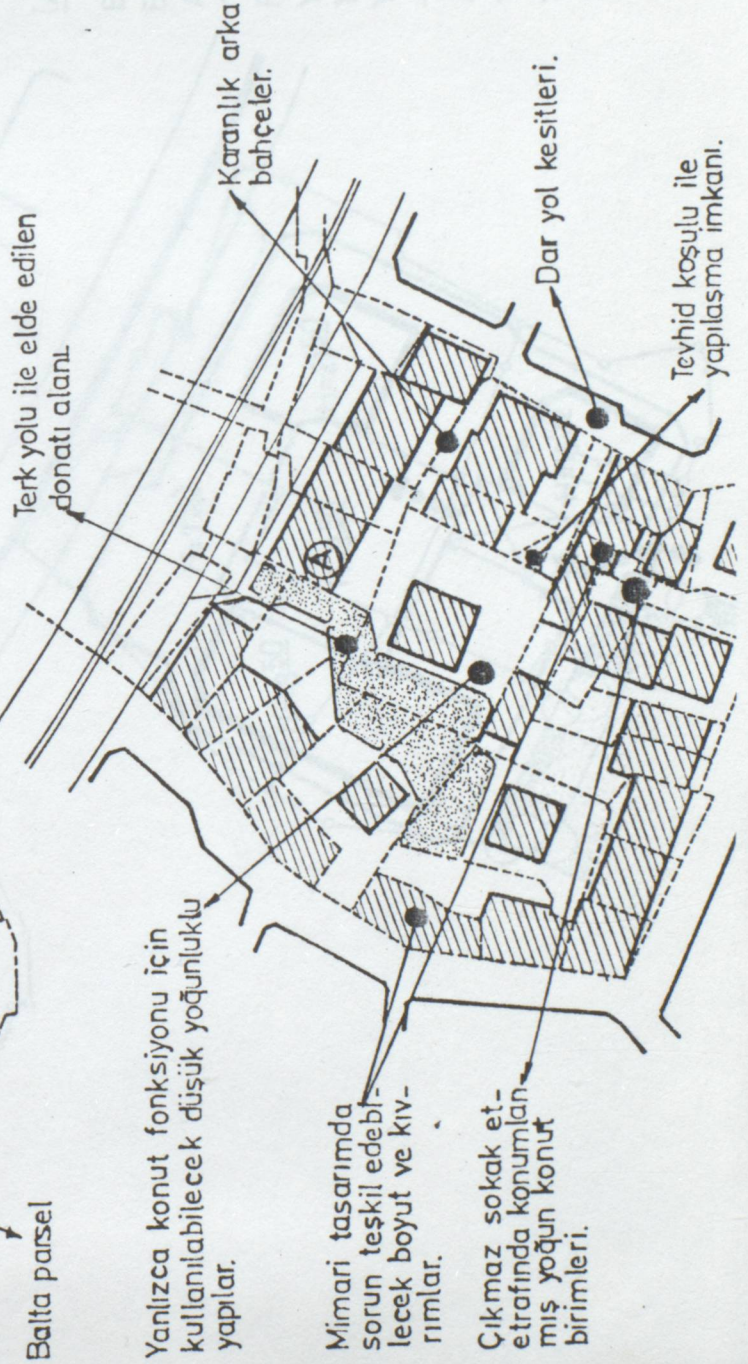 Balta parsel
Yanlızca konut fonksiyonu için
kullanılabilecek düşük yoğunluklu
yapılar.
Mimari tasarımda
sorun teşkil edebi-
lecek boyut ve kıv-
rımlar.
Çıkmaz sokak et-
etrafında konumlan
mış yoğun konut
birimleri.
Terk yolu ile elde edilen
donatı alanı.
A
Karanlık arka
bahçeler.
Dar yol kesitleri.
Tevhid koşulu ile
yapılaşma imkanı.